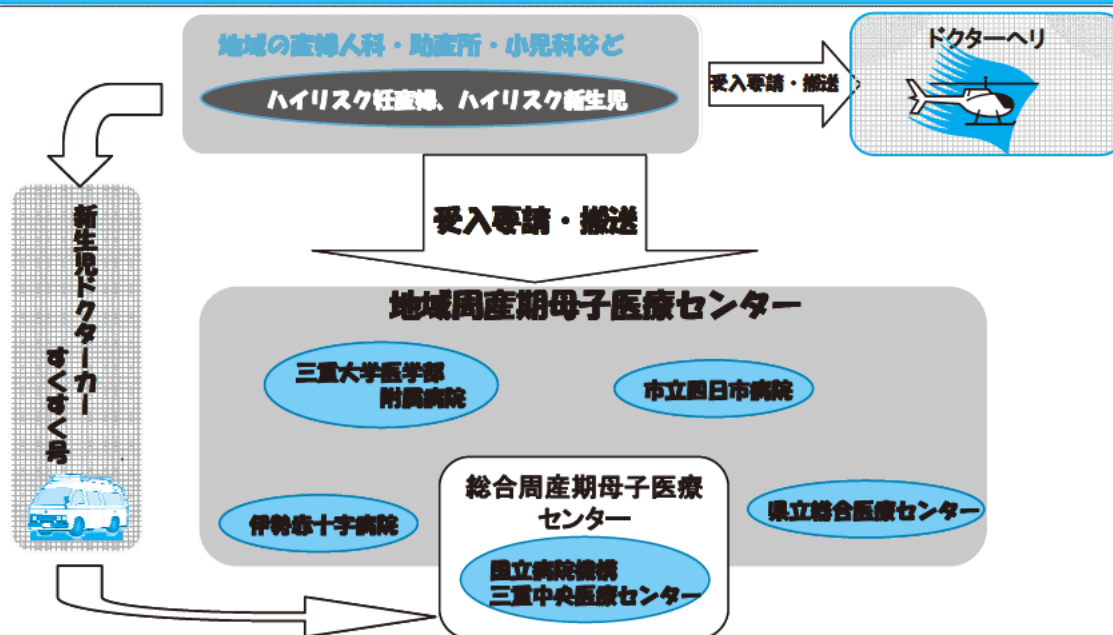 地域の産婦人科・助産所・小児科など
ハイリスク妊産婦、ハイリスク新生児
受入要請・搬送
ドクターヘリ
新生児ドクターカー
すくすく号
受入要請・搬送
地域周産期母子医療センター
三重大学医学部
附属病院
市立四日市病院
伊勢赤十字病院
県立総合医療センター
総合周産期母子医療
センター
国立病院機構
三重中央医療センター